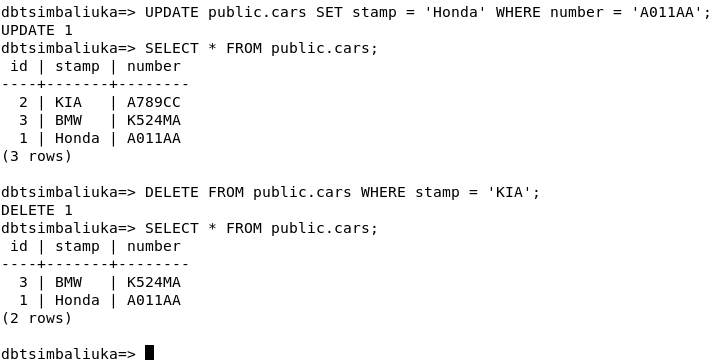 dbtsimbaliuka=> UPDATE public.cars SET stamp = 'Honda' WHERE number = 'A011AA';
UPDATE 1
dbtsimbaliuka=> SELECT * FROM public.cars;
 id | stamp | number
----+-------+--------
  2 | KIA   | A789CC
  3 | BMW   | K524MA
  1 | Honda | A011AA
(3 rows)

dbtsimbaliuka=> DELETE FROM public.cars WHERE stamp = 'KIA';
DELETE 1
dbtsimbaliuka=> SELECT * FROM public.cars;
 id | stamp | number
----+-------+--------
  3 | BMW   | K524MA
  1 | Honda | A011AA
(2 rows)

dbtsimbaliuka=>